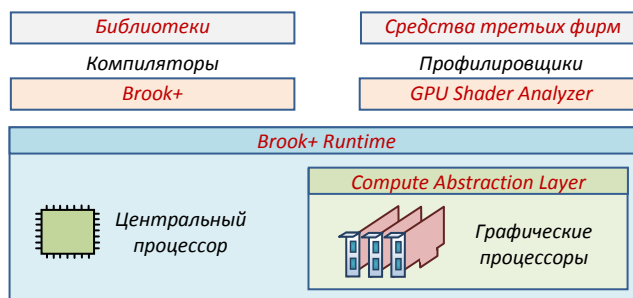 Библиотеки
Средства третьих фирм
Компиляторы
Профилировщики
Brook+
GPU Shader Analyzer
Brook+ Runtime
Compute Abstraction Layer
Центральный
процессор
Графические
процессоры